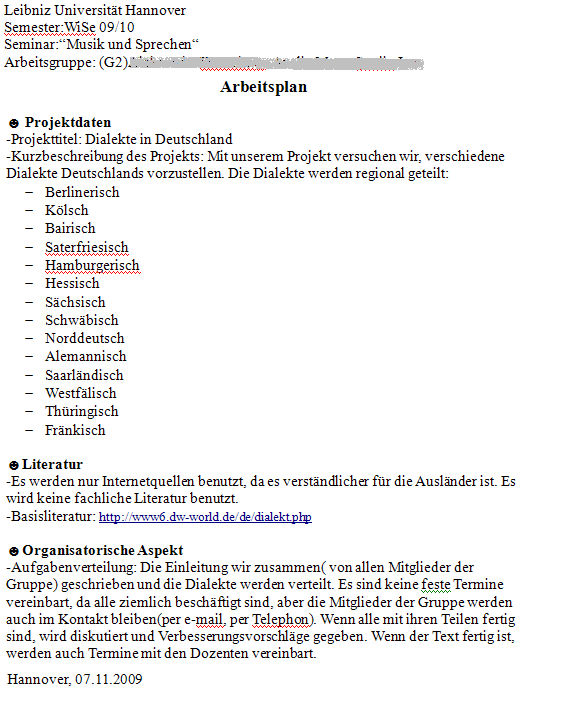 Leibniz Universität Hannover
Semester:WiSe 09/10
Seminar:“Musik und Sprechen“
Arbeitsgruppe: (G2)
Arbeitsplan
☻ Projektdaten
-Projekttitel: Dialekte in Deutschland
-Kurzbeschreibung des Projekts: Mit unserem Projekt versuchen wir, verschiedene
Dialekte Deutschlands vorzustellen. Die Dialekte werden regional geteilt:
– Berlinerisch
– Kölsch
– Bairisch
– Saterfriesisch
– Hamburgerisch
– Hessisch
– Sächsisch
– Schwäbisch
– Norddeutsch
– Alemannisch
– Saarländisch
– Westfälisch
– Thüringisch
– Fränkisch
☻Literatur
-Es werden nur Internetquellen benutzt, da es verständlicher für die Ausländer ist. Es
wird keine fachliche Literatur benutzt.
-Basisliteratur: http://www6.dw-world.de/de/dialekt.php
☻Organisatorische Aspekt
-Aufgabenverteilung: Die Einleitung wir zusammen( von allen Mitglieder der
Gruppe) geschrieben und die Dialekte werden verteilt. Es sind keine feste Termine
vereinbart, da alle ziemlich beschäftigt sind, aber die Mitglieder der Gruppe werden
auch im Kontakt bleiben(per e-mail, per Telephon). Wenn alle mit ihren Teilen fertig
sind, wird diskutiert und Verbesserungsvorschläge gegeben. Wenn der Text fertig ist,
werden auch Termine mit den Dozenten vereinbart.
Hannover, 07.11.2009